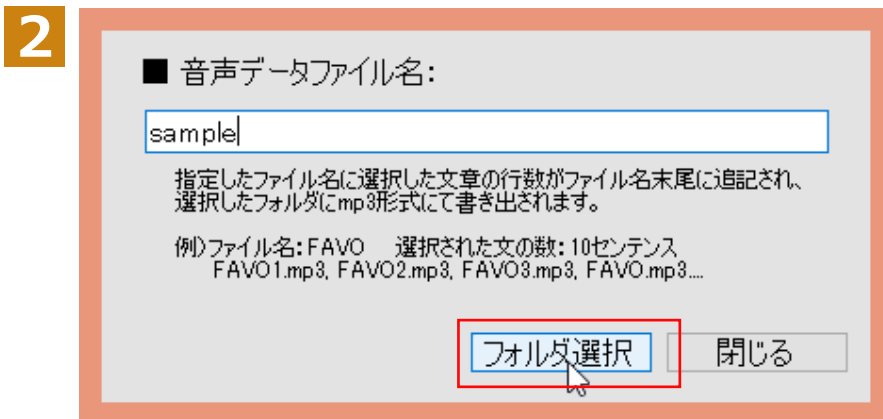 2
■ 音声データファイル名:
sample
指定したファイル名に選択した文章の行数がファイル名末尾に追記され、
選択したフォルダにmp3形式にて書き出されます。
例)ファイル名:FAVO 選択された文の数:10センテンス
FAVO1.mp3, FAVO2.mp3, FAVO3.mp3, FAVO.mp3....
フォルダ選択 閉じる